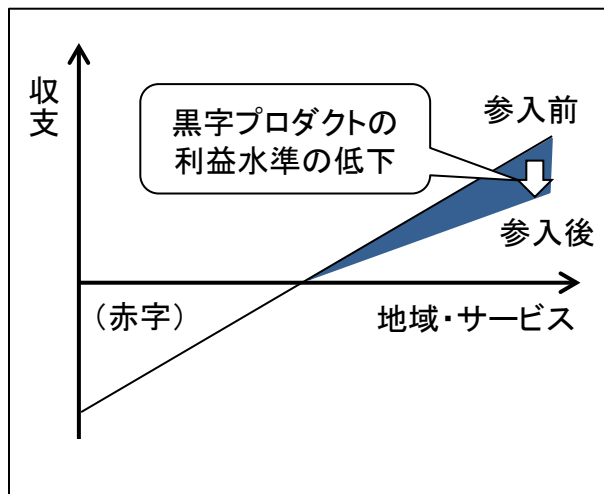 収支
黒字プロダクトの
利益水準の低下
参入前
参入後
（赤字）
地域・サービス